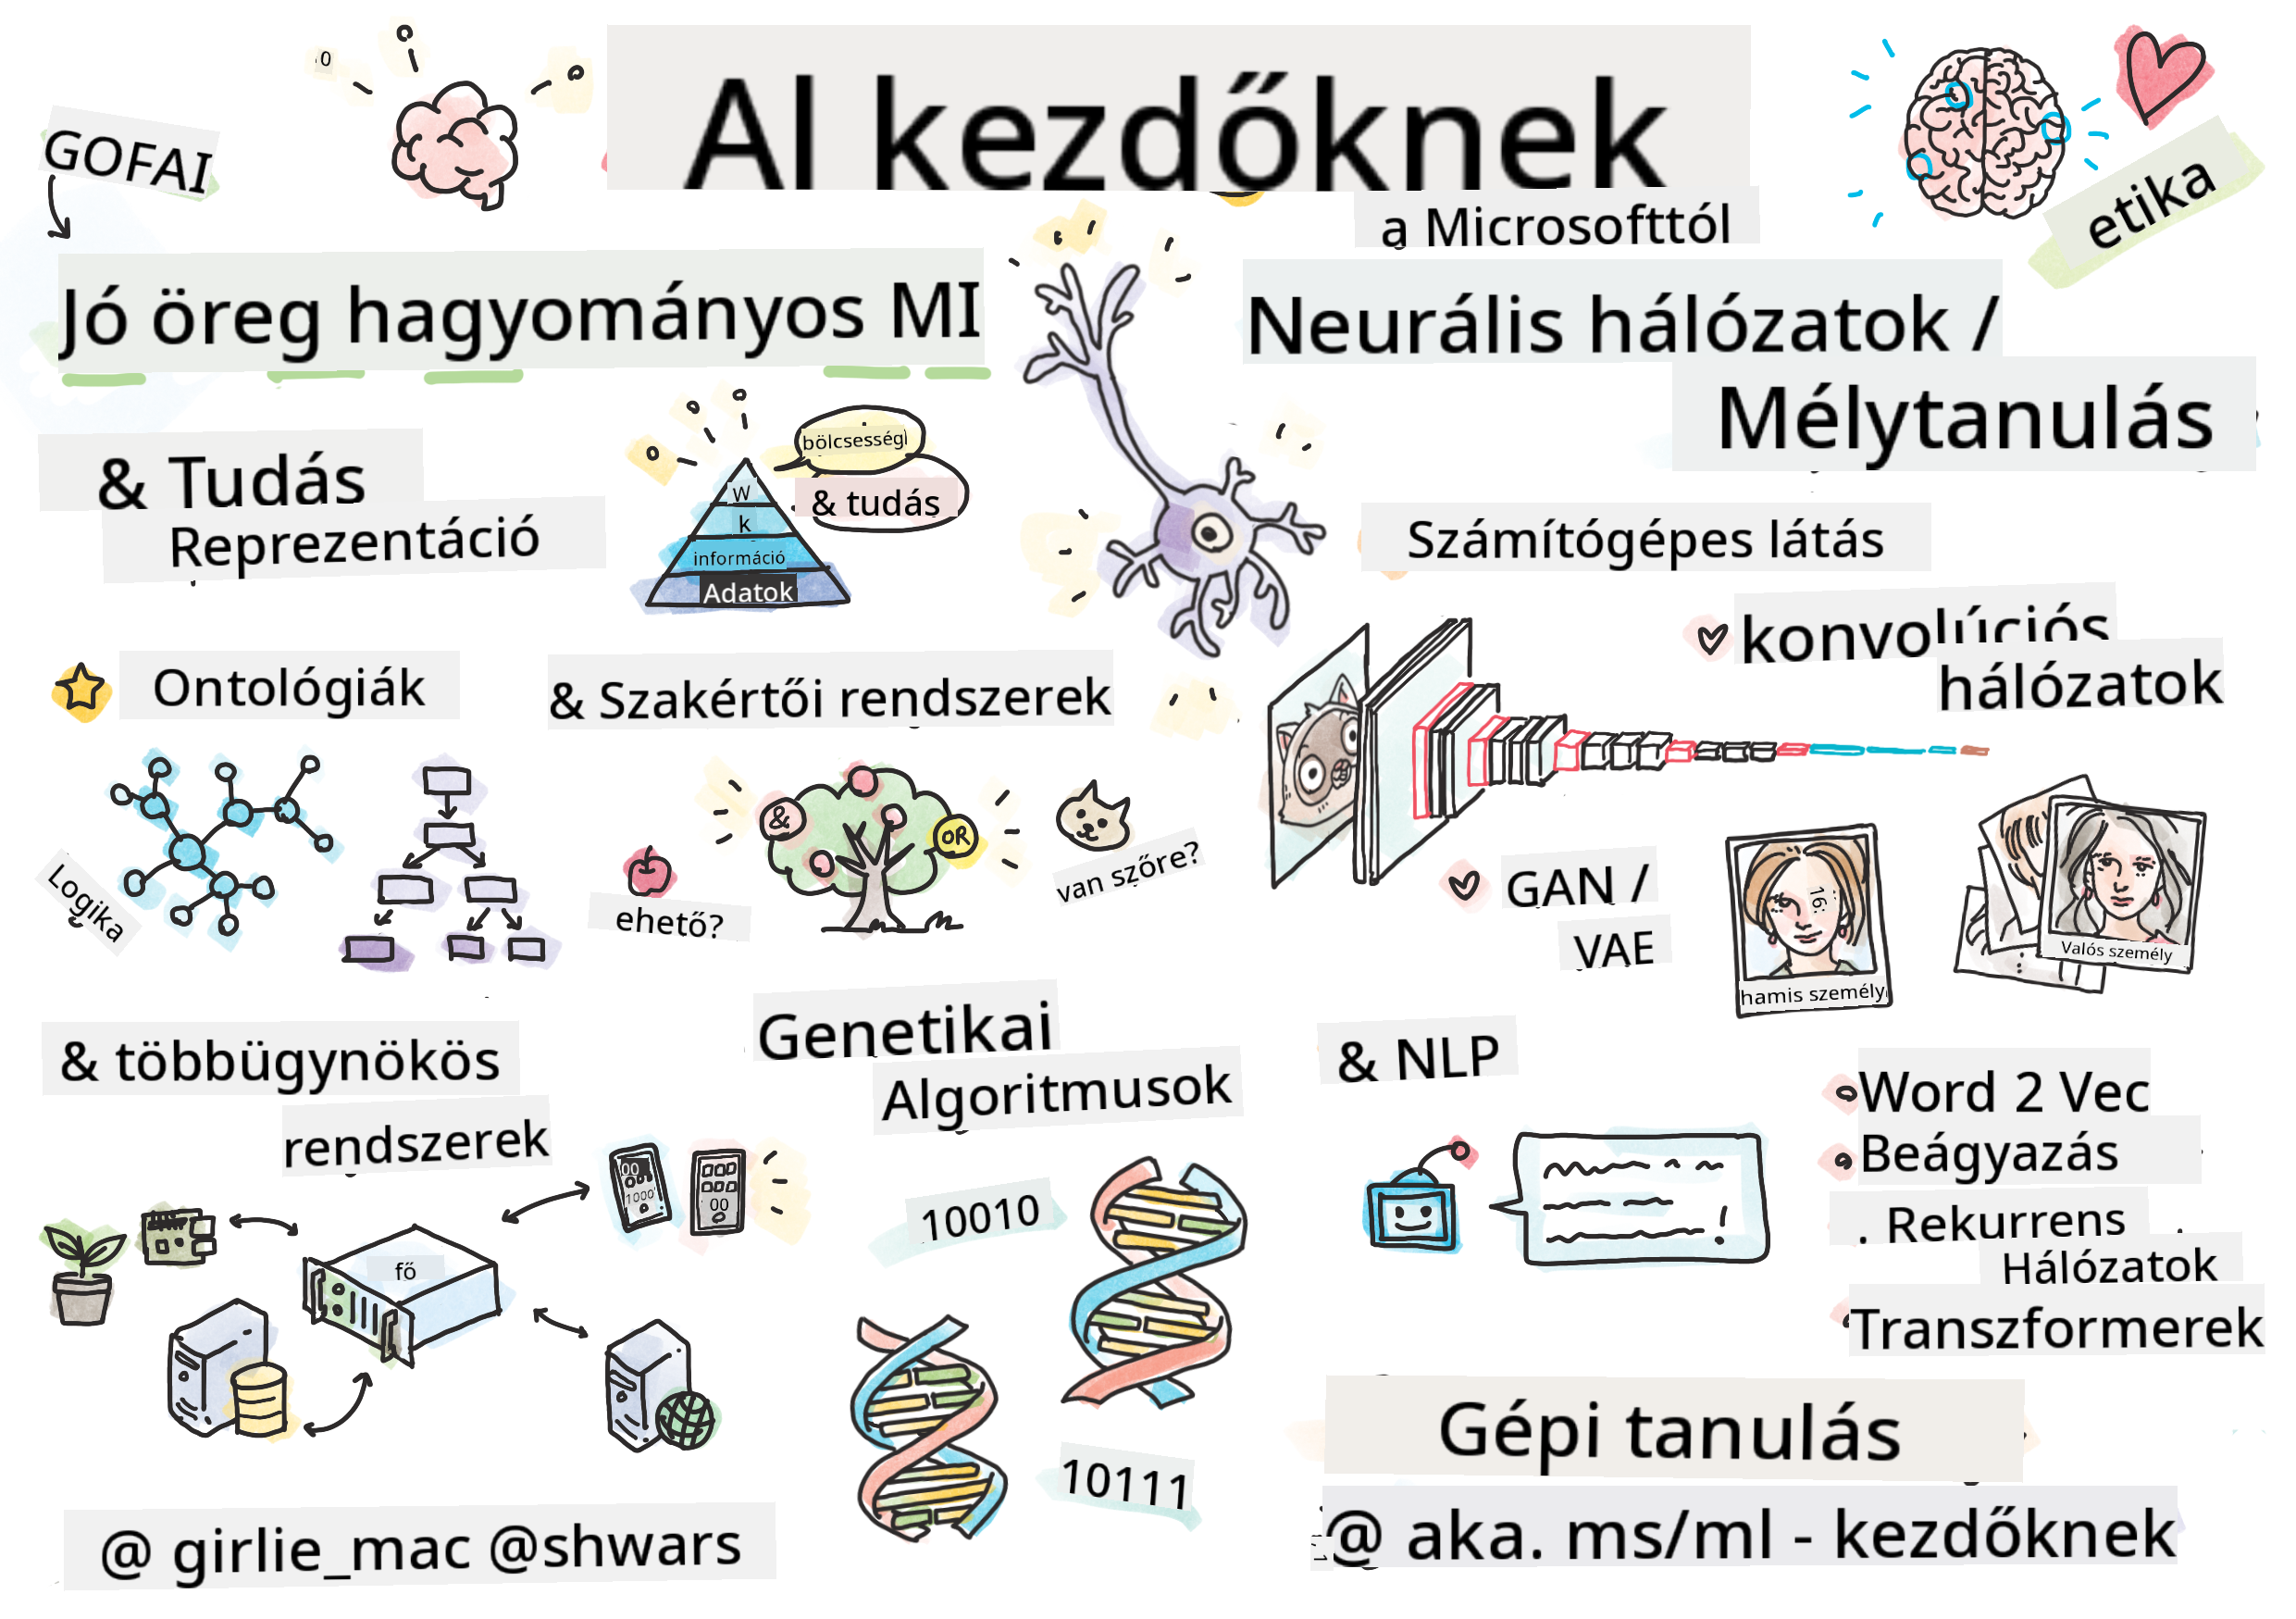 AI kezdőknek
a Microsofttól
GOFAI
etika
Jó öreg hagyományos MI
& Tudás
Reprezentáció
bölcsesség
& tudás
W
k
információ
Adatok
Ontológiák
& Szakértői rendszerek
Logika
ehető?
&
OR
van szőre?
& többügynökös
rendszerek
fő
Genetikai
Algoritmusok
10010
10111
Neurális hálózatok /
Mélytanulás
Számítógépes látás
konvolúciós
hálózatok
GAN /
VAE
hamis személy
Valós személy
& NLP
Word 2 Vec
Beágyazás
. Rekurrens
Hálózatok
Transzformerek
Gépi tanulás
@ aka. ms/ml - kezdőknek
@ girlie_mac @shwars